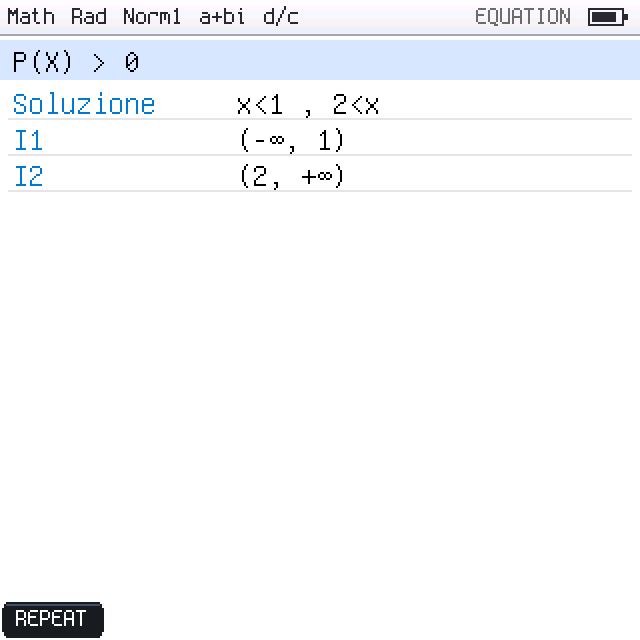 Math Rad Norm1 a+bi d/c EQUATION
P(X) > 0
Soluzione x<1 , 2<x
I1 (-∞, 1)
I2 (2, +∞)
REPEAT